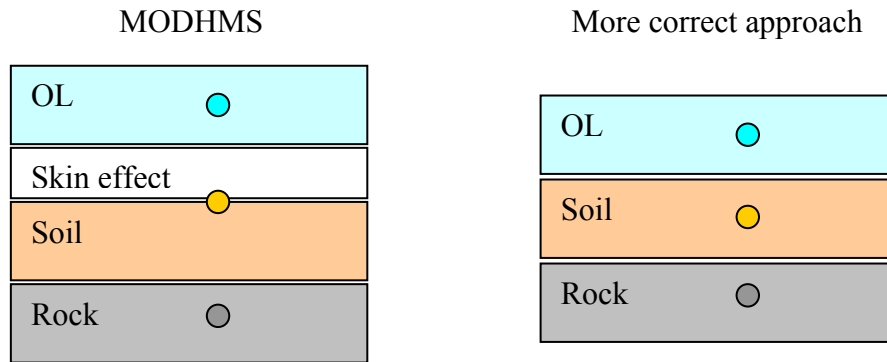 MODHMS
OL
Skin effect
Soil
Rock
More correct approach
OL
Soil
Rock